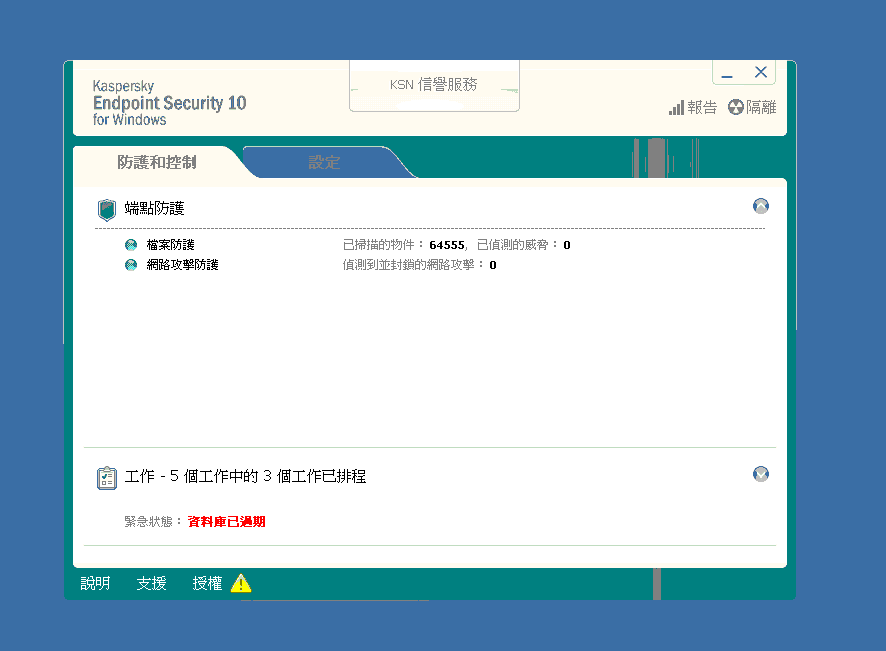 Kaspersky
Endpoint Security 10
for Windows
KSN 信譽服務
報告 隔離
防護和控制 設定
端點防護
檔案防護 已掃描的物件： 64555, 已偵測的威脅： 0
網路攻擊防護 偵測到並封鎖的網路攻擊： 0
工作 - 5 個工作中的 3 個工作已排程
緊急狀態： 資料庫已過期
說明 支援 授權